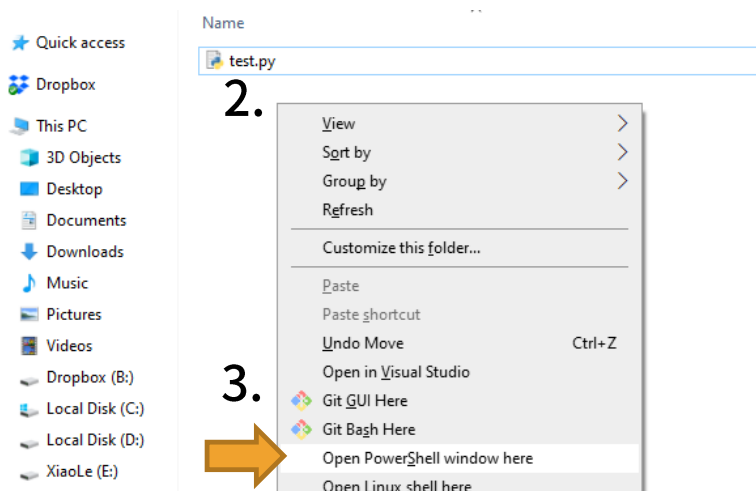 Name
Quick access
Dropbox
This PC
3D Objects
Desktop
Documents
Downloads
Music
Pictures
Videos
Dropbox (B:)
Local Disk (C:)
Local Disk (D:)
XiaoLe (E:)
test.py
2.
View
Sort by
Group by
Refresh
Customize this folder...
Paste
Paste shortcut
Undo Move Ctrl+Z
Open in Visual Studio
3.
Git GUI Here
Git Bash Here
Open PowerShell window here
Open Linux shell here